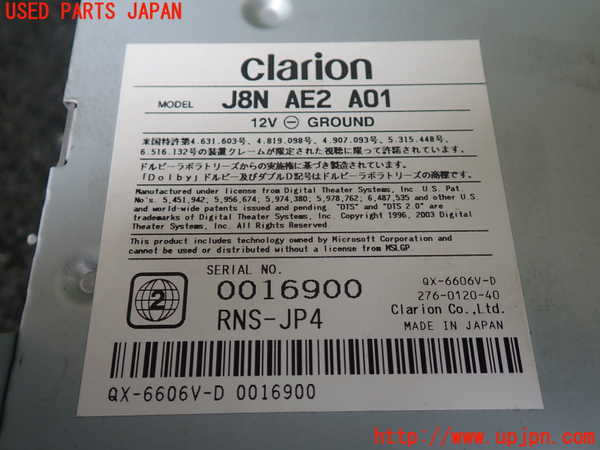 USED PARTS JAPAN
clarion
MODEL J8N AE2 A01
12V ⊖ GROUND
米国特許第4.631.603号、4.819.098号、4.907.093号、5.315.448号、
6.516.132号の装置クレームが限定された視聴に限って許諾されています。
ドルビーラボラトリーズからの実施権に基づき製造されています。
「Dolby」ドルビー及びダブルD記号はドルビーラボラトリーズの商標です。
Manufactured under license from Digital Theater Systems, Inc. U.S. Pat
No's. 5,451,942; 5,956,674; 5,974,380; 5,978,762; 6,487,535 and other U.S.
and world-wide patents issued and pending. "DTS" and "DTS 2.0" are
trademarks of Digital Theater Systems, Inc. Copyright 1996, 2003 Digital
Theater Systems, Inc. All Rights Reserved.
This product includes technology owned by Microsoft Corporation and
cannot be used or distributed without a license from MSLGP.
2
SERIAL NO.
0016900
RNS-JP4
QX-6606V-D
276-0120-40
Clarion Co.,Ltd.
MADE IN JAPAN
QX-6606V-D 0016900
http://www.upjpn.com/